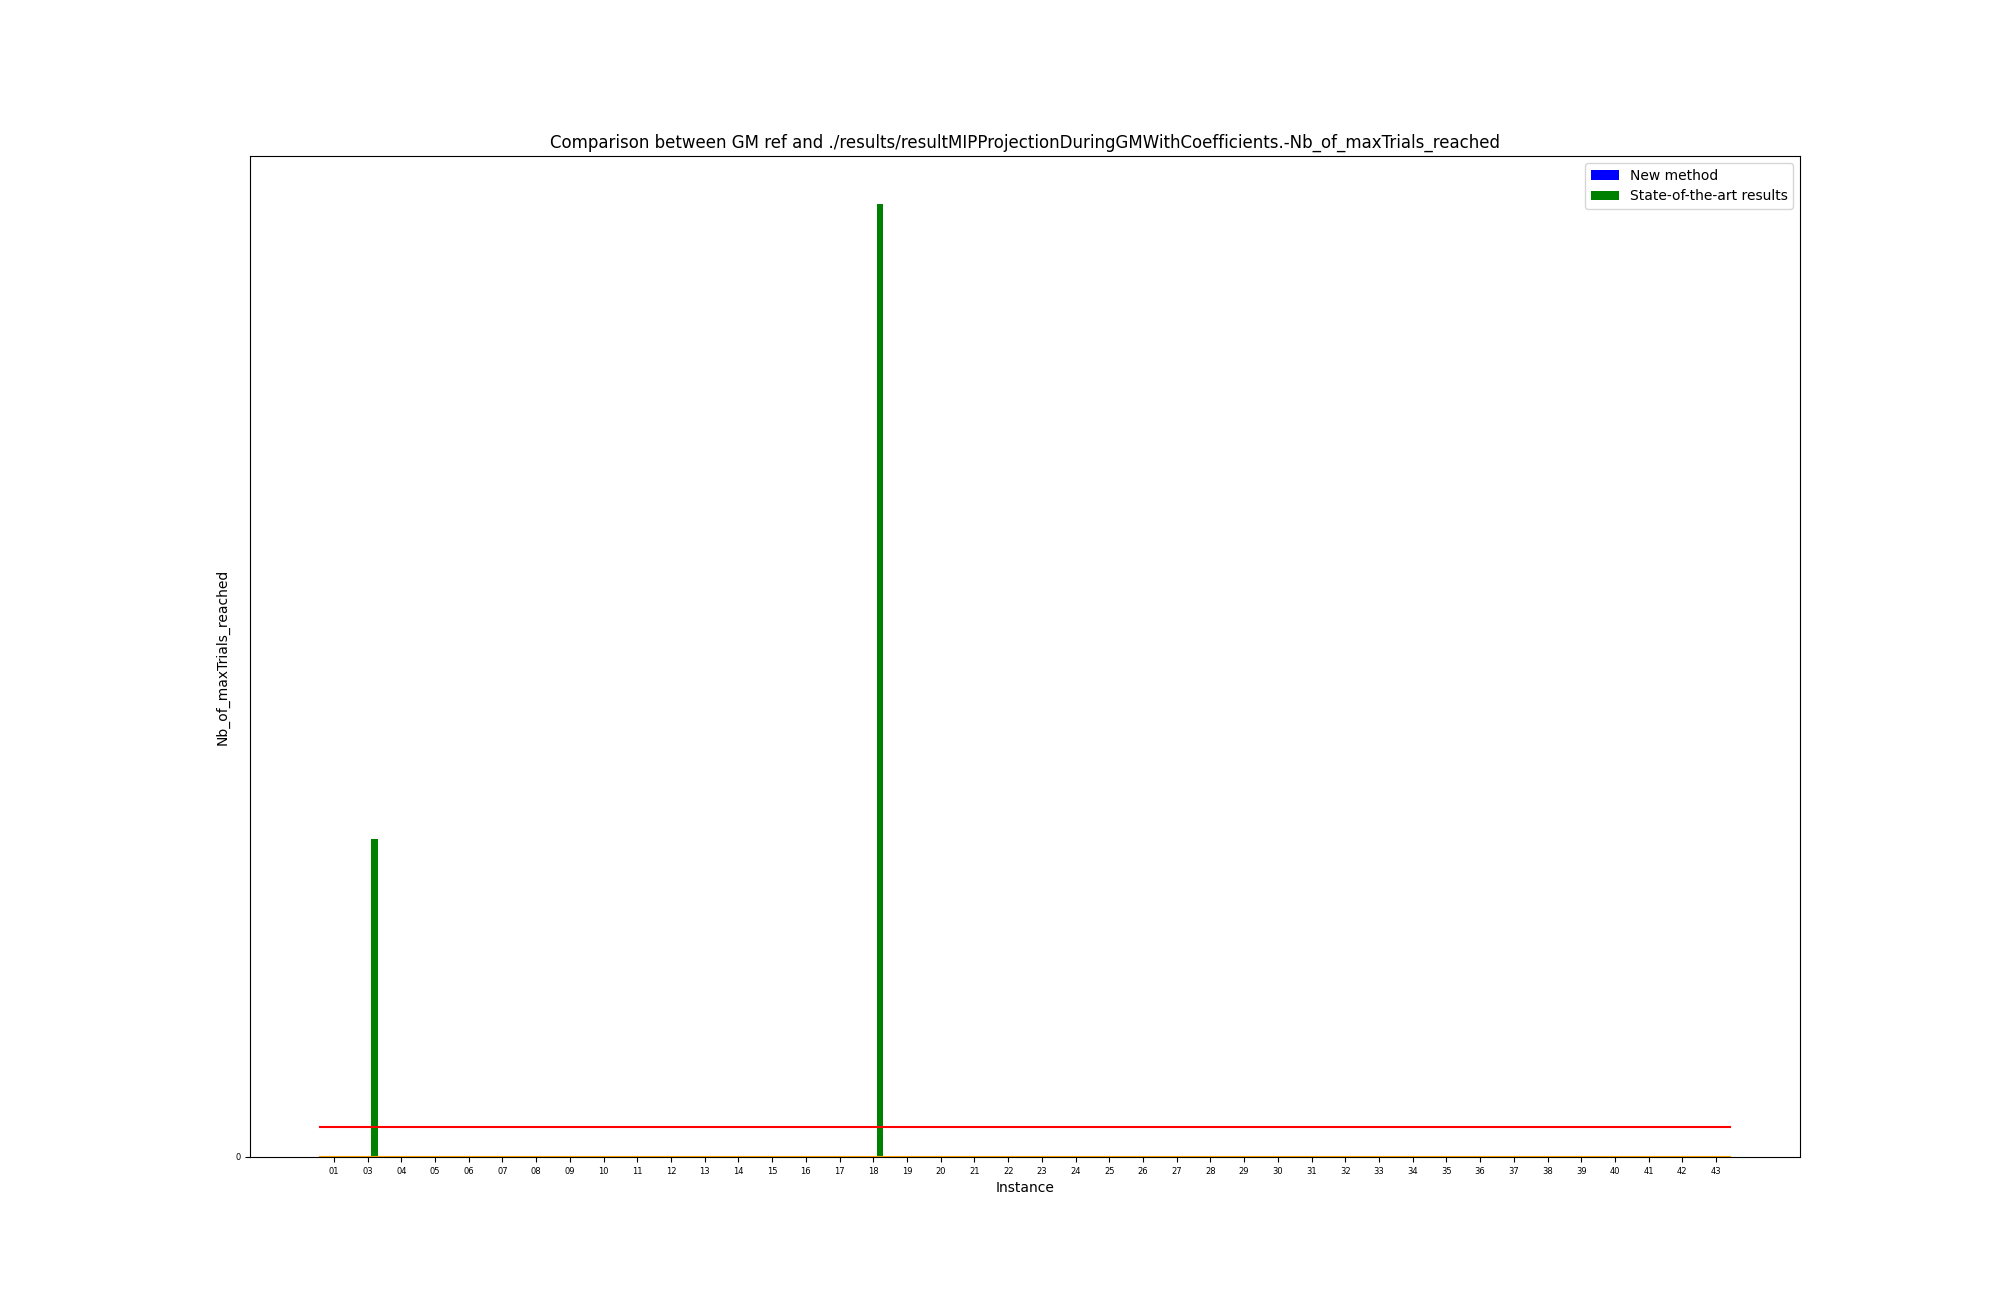 Comparison between GM ref and ./results/resultMIPProjectionDuringGMWithCoefficients.-Nb_of_maxTrials_reached
New method
State-of-the-art results
Nb_of_maxTrials_reached
0
01 03 04 05 06 07 08 09 10 11 12 13 14 15 16 17 18 19 20 21 22 23 24 25 26 27 28 29 30 31 32 33 34 35 36 37 38 39 40 41 42 43
Instance